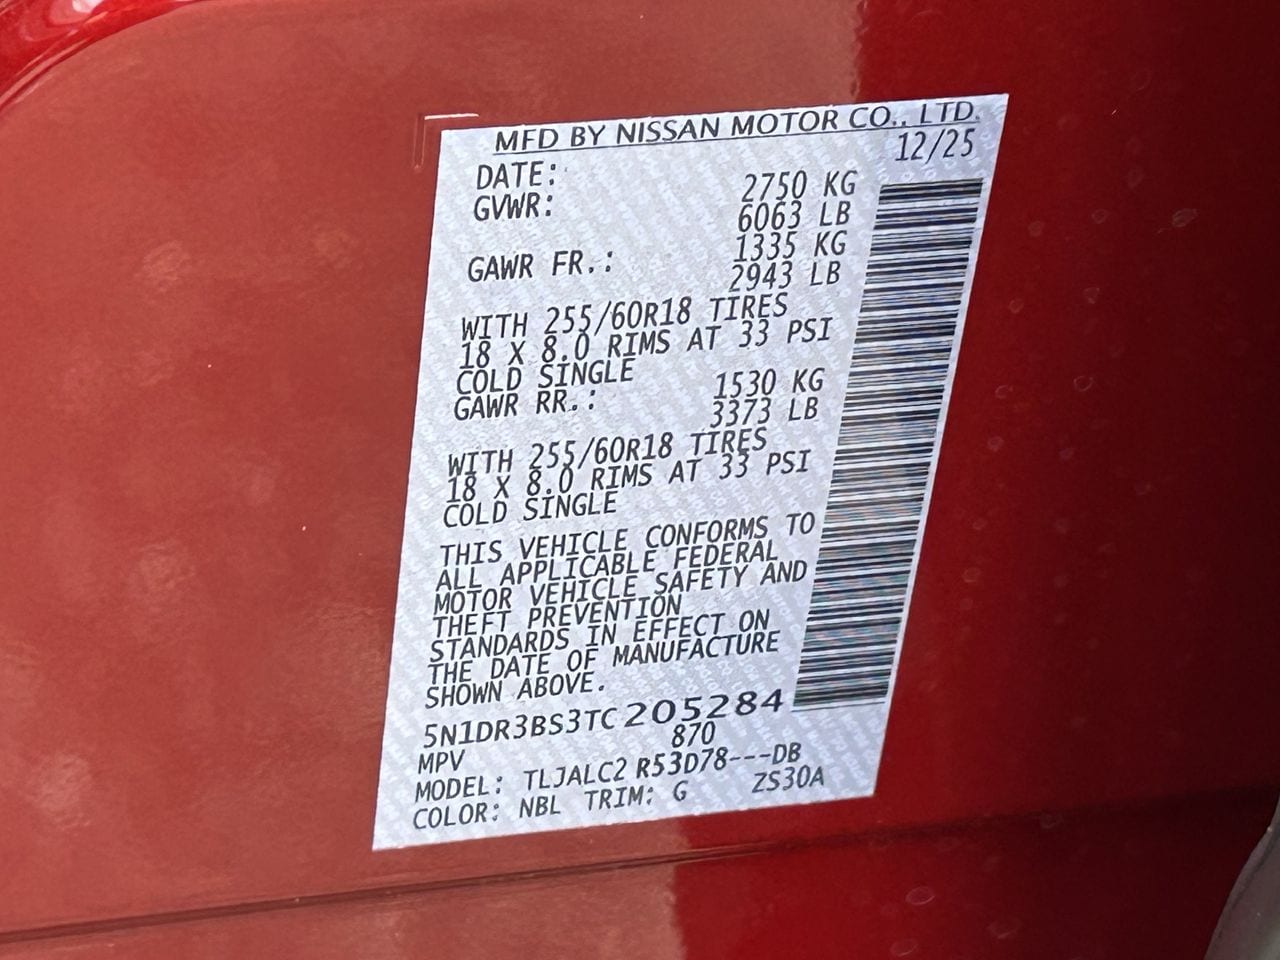 MFD BY NISSAN MOTOR CO., LTD.
DATE: 12/25
GVWR: 2750 KG
6063 LB
GAWR FR.: 1335 KG
2943 LB
WITH 255/60R18 TIRES
18 X 8.0 RIMS AT 33 PSI
COLD SINGLE
GAWR RR.: 1530 KG
3373 LB
WITH 255/60R18 TIRES
18 X 8.0 RIMS AT 33 PSI
COLD SINGLE
THIS VEHICLE CONFORMS TO
ALL APPLICABLE FEDERAL
MOTOR VEHICLE SAFETY AND
THEFT PREVENTION
STANDARDS IN EFFECT ON
THE DATE OF MANUFACTURE
SHOWN ABOVE.
5N1DR3BS3TC205284
MPV 870
MODEL: TLJALC2 R53D78---DB
COLOR: NBL TRIM: G ZS30A